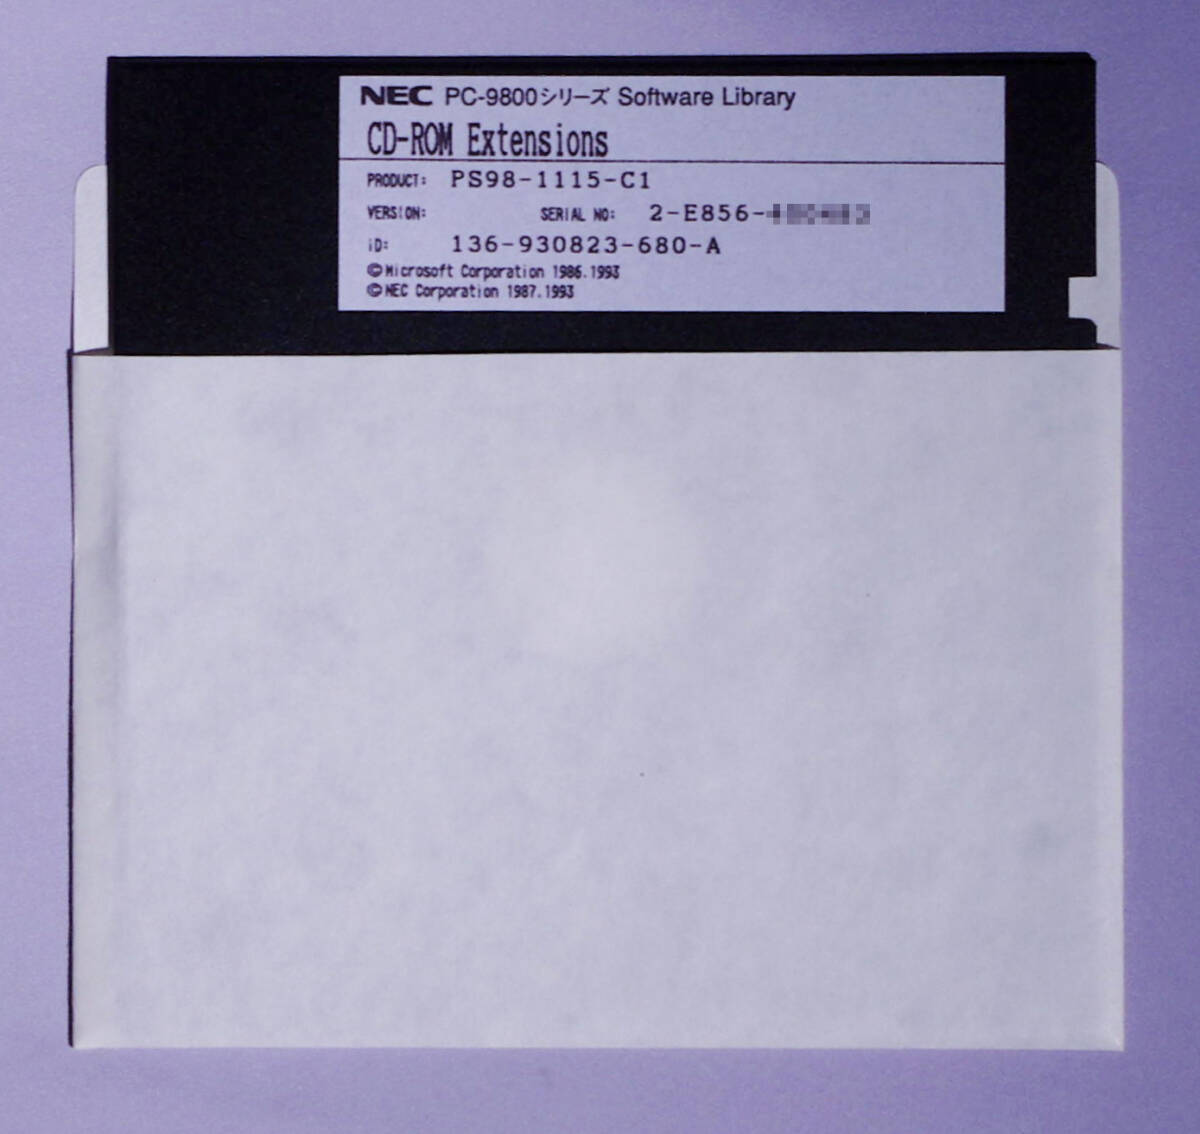 NEC PC-9800シリーズ Software Library
CD-ROM Extensions
PRODUCT: PS98-1115-C1
VERSION: SERIAL NO: 2-E856-
ID: 136-930823-680-A
©Microsoft Corporation 1986,1993
©NEC Corporation 1987,1993